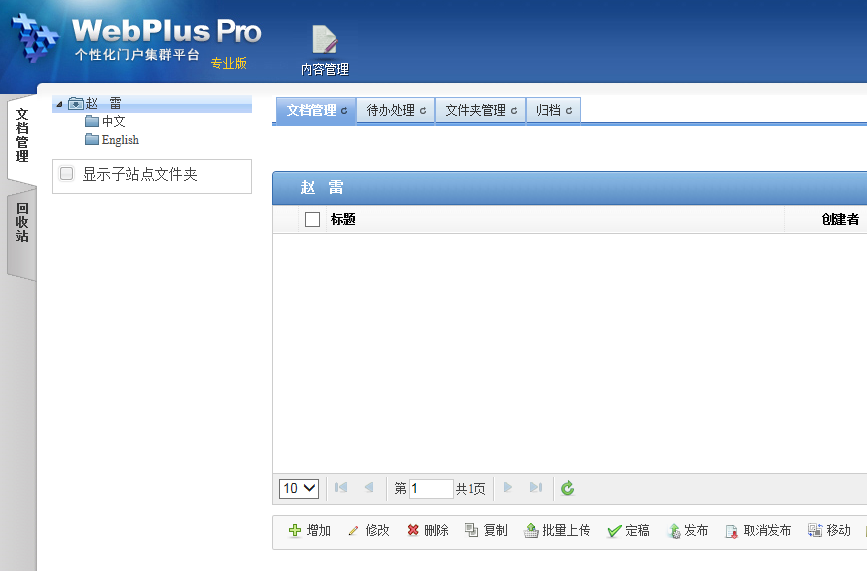 WebPlus Pro
个性化门户集群平台
专业版
内容管理
文档管理
回收站
赵 雷
中文
English
显示子站点文件夹
文档管理 待办处理 文件夹管理 归档
赵 雷
标题 创建者
10 第 1 共1页
增加 修改 删除 复制 批量上传 定稿 发布 取消发布 移动